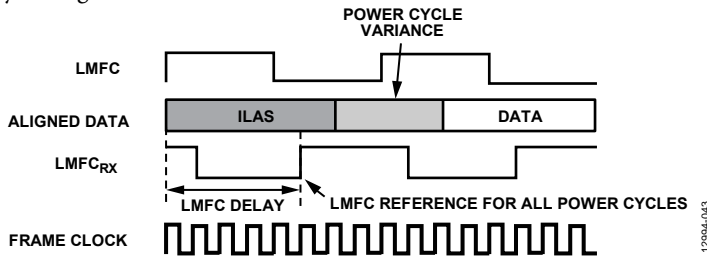 POWER CYCLE
VARIANCE
LMFC
ALIGNED DATA
ILAS
DATA
LMFCRX
LMFC DELAY
LMFC REFERENCE FOR ALL POWER CYCLES
FRAME CLOCK
12994-043